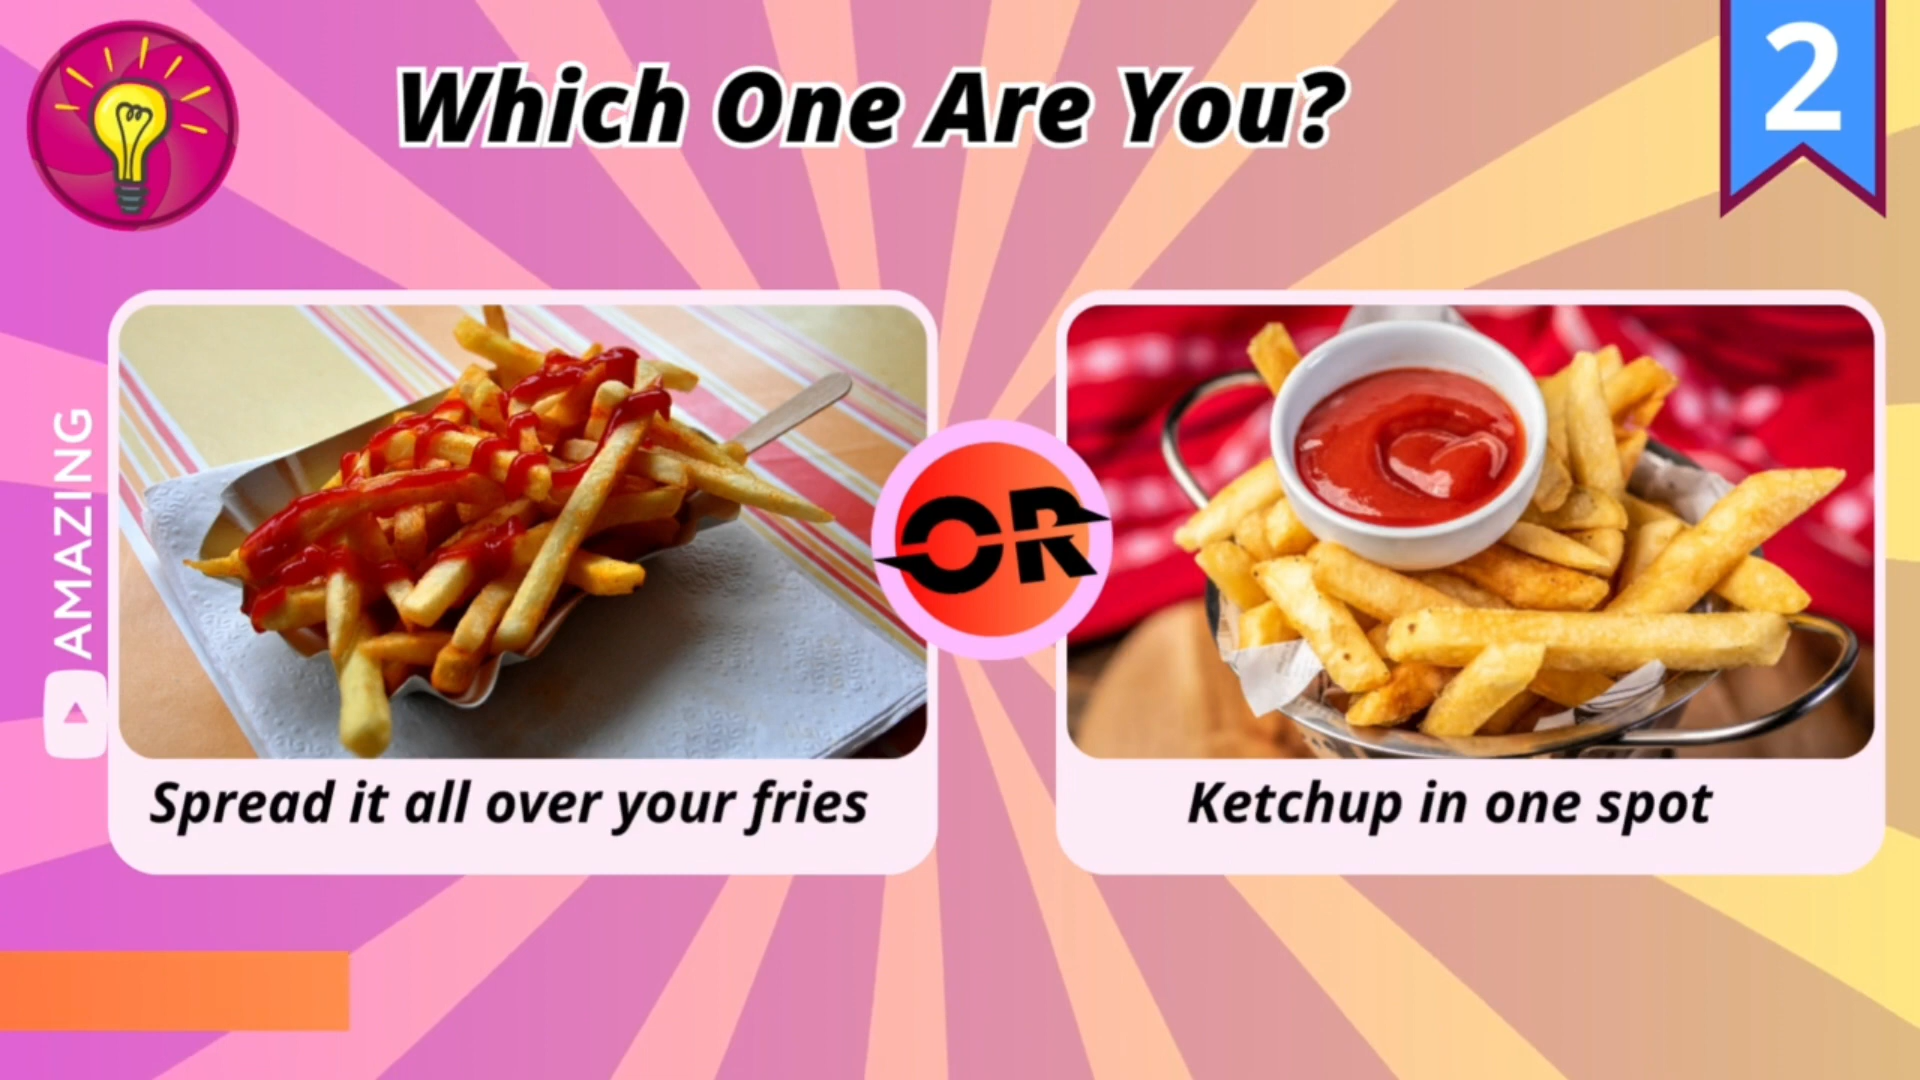 Which One Are You?
2
AMAZING
OR
Spread it all over your fries
Ketchup in one spot